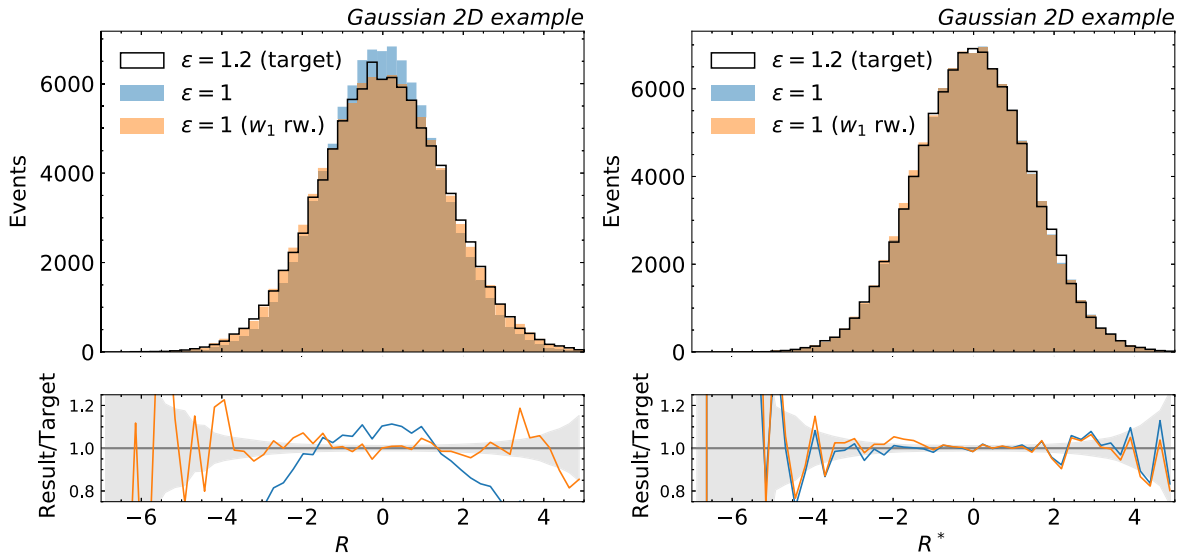 Gaussian 2D example
Events
6000
4000
2000
0
ε = 1.2 (target)
ε = 1
ε = 1 (w₁ rw.)
Result/Target
1.2
1.0
0.8
−6 −4 −2 0 2 4
R
Gaussian 2D example
Events
6000
4000
2000
0
ε = 1.2 (target)
ε = 1
ε = 1 (w₁ rw.)
Result/Target
1.2
1.0
0.8
−6 −4 −2 0 2 4
R*